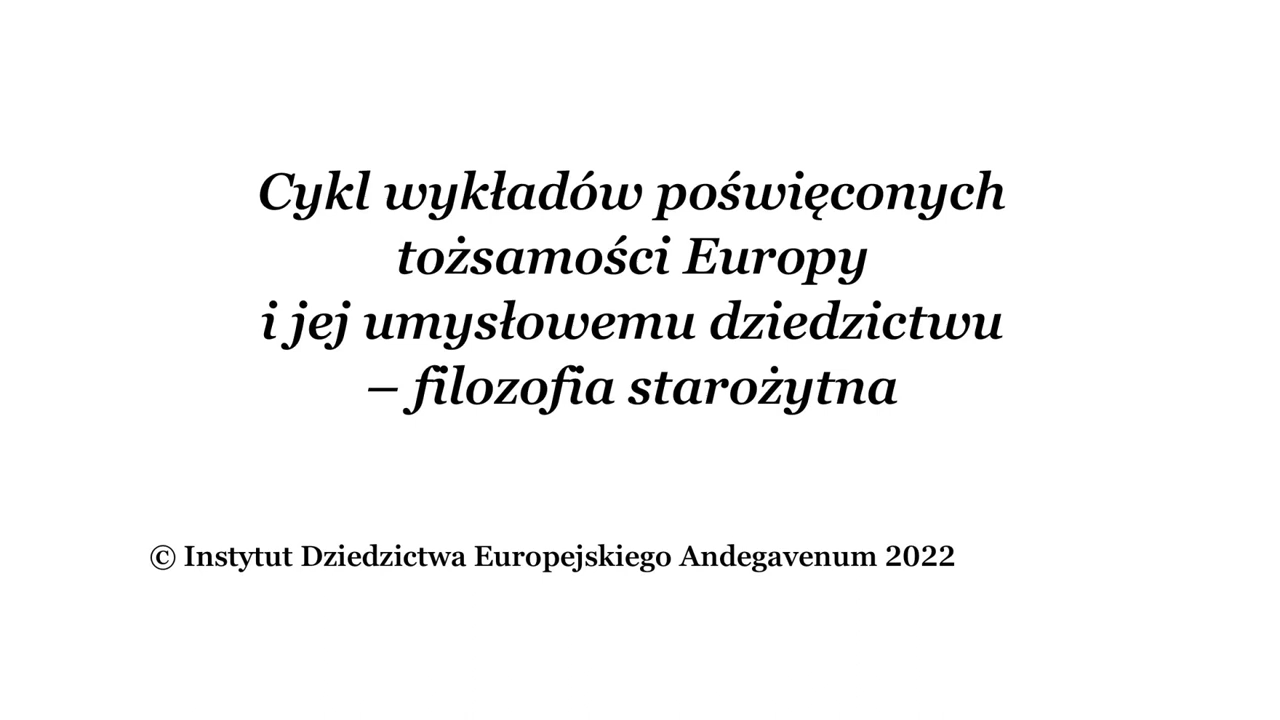 Cykl wykładów poświęconych
tożsamości Europy
i jej umysłowemu dziedzictwu
– filozofia starożytna
© Instytut Dziedzictwa Europejskiego Andegavenum 2022